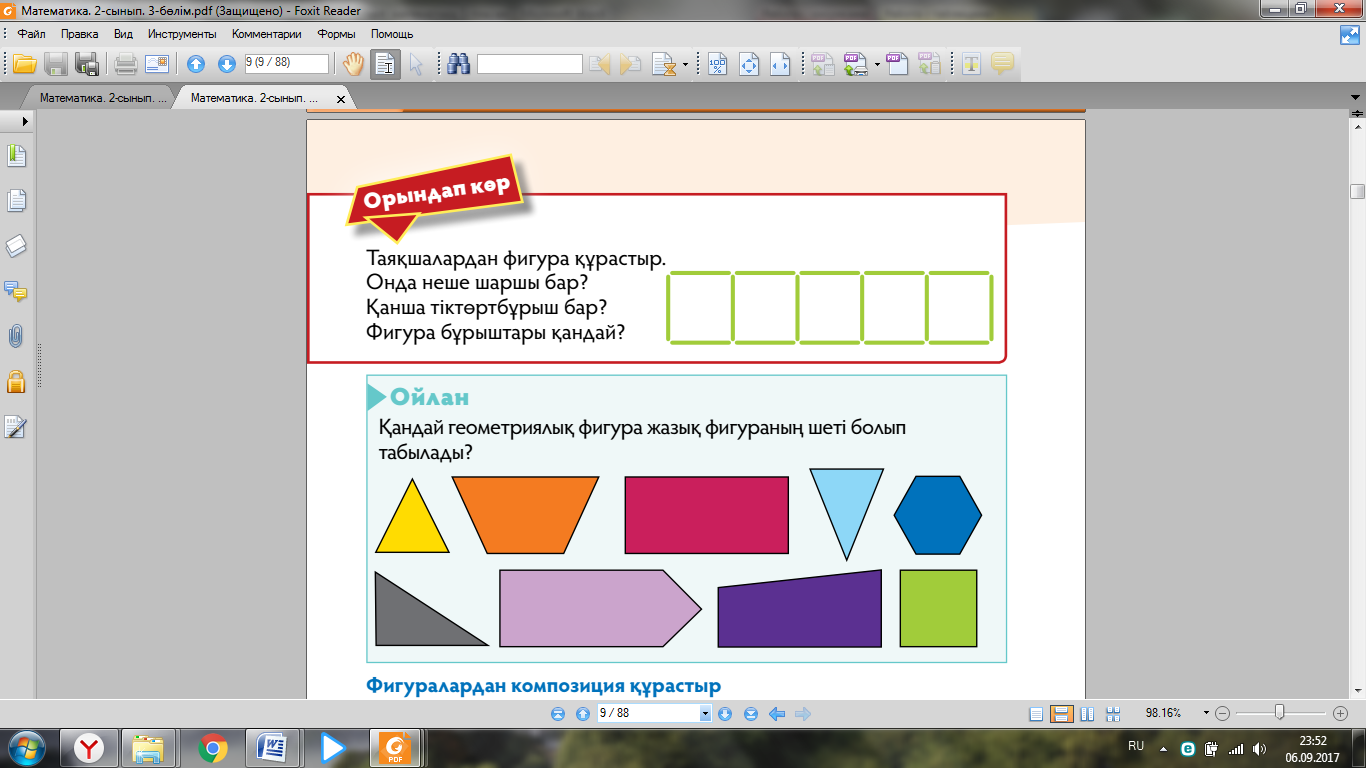 Математика. 2-сынып. 3-бөлім.pdf (Защищено) - Foxit Reader
Файл Правка Вид Инструменты Комментарии Формы Помощь
9 (9 / 88)
Математика. 2-сынып. ... Математика. 2-сынып. ...
Орындап көр
Таяқшалардан фигура құрастыр.
Онда неше шаршы бар?
Қанша тіктөртбұрыш бар?
Фигура бұрыштары қандай?
Ойлан
Қандай геометриялық фигура жазық фигураның шеті болып
табылады?
Фигуралардан композиция құрастыр
9 / 88 98.16%
RU 23:52
06.09.2017